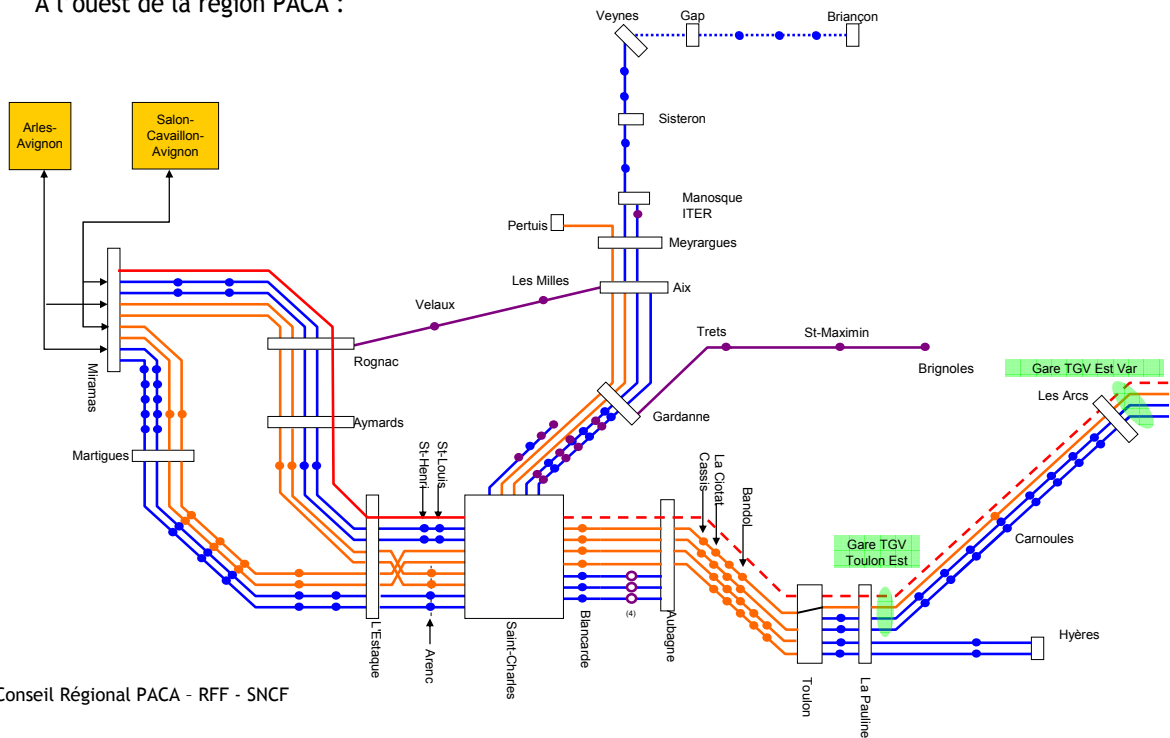 A l'ouest de la région PACA :
Veynes
Gap
Briançon
Arles-
Avignon
Salon-
Cavaillon-
Avignon
Sisteron
Manosque
ITER
Pertuis
Meyrargues
Les Milles
Aix
Velaux
Trets
St-Maximin
Rognac
Brignoles
Gare TGV Est Var
Miramas
Les Arcs
Gardanne
Aymards
Martigues
St-Henri
St-Louis
Cassis
La Ciotat
Bandol
Carnoules
Gare TGV
Toulon Est
(4)
Hyères
L'Estaque
Arenc
Saint-Charles
Blancarde
Aubagne
Toulon
La Pauline
Conseil Régional PACA - RFF - SNCF